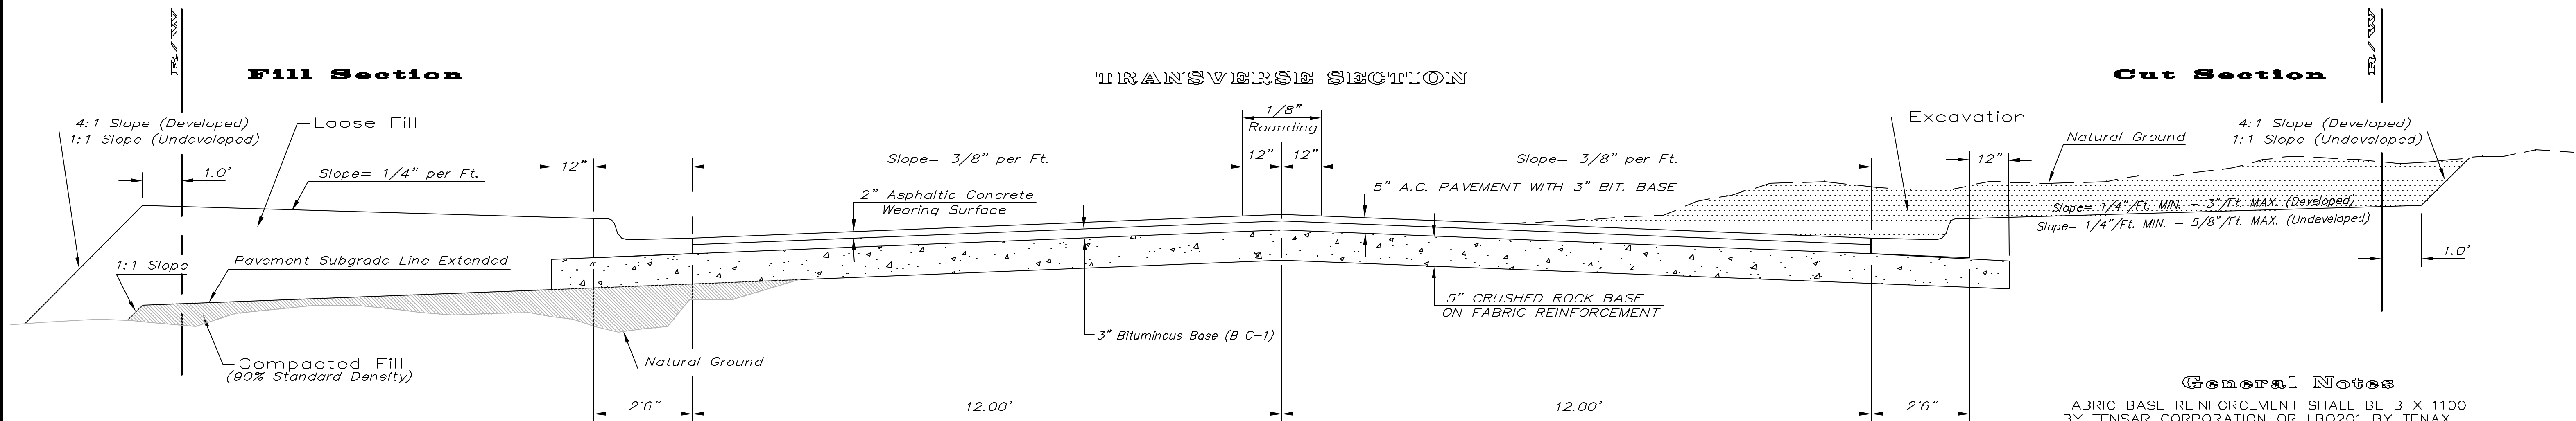 R/W
R/W
Fill Section
TRANSVERSE SECTION
Cut Section
4:1 Slope (Developed)
1:1 Slope (Undeveloped)
Loose Fill
1.0'
Slope= 1/4" per Ft.
12"
Slope= 3/8" per Ft.
1/8"
Rounding
12"
12"
Slope= 3/8" per Ft.
Excavation
Natural Ground
4:1 Slope (Developed)
1:1 Slope (Undeveloped)
12"
2" Asphaltic Concrete
Wearing Surface
5" A.C. PAVEMENT WITH 3" BIT. BASE
Slope= 1/4"/Ft. MIN. - 3"/Ft. MAX. (Developed)
Slope= 1/4"/Ft. MIN. - 5/8"/Ft. MAX. (Undeveloped)
1.0'
1:1 Slope
Pavement Subgrade Line Extended
5" CRUSHED ROCK BASE
ON FABRIC REINFORCEMENT
3" Bituminous Base (B C-1)
Compacted Fill
(90% Standard Density)
Natural Ground
2'6"
12.00'
12.00'
2'6"
General Notes
FABRIC BASE REINFORCEMENT SHALL BE B X 1100
BY TENSAR CORPORATION OR LBO201 BY TENAX